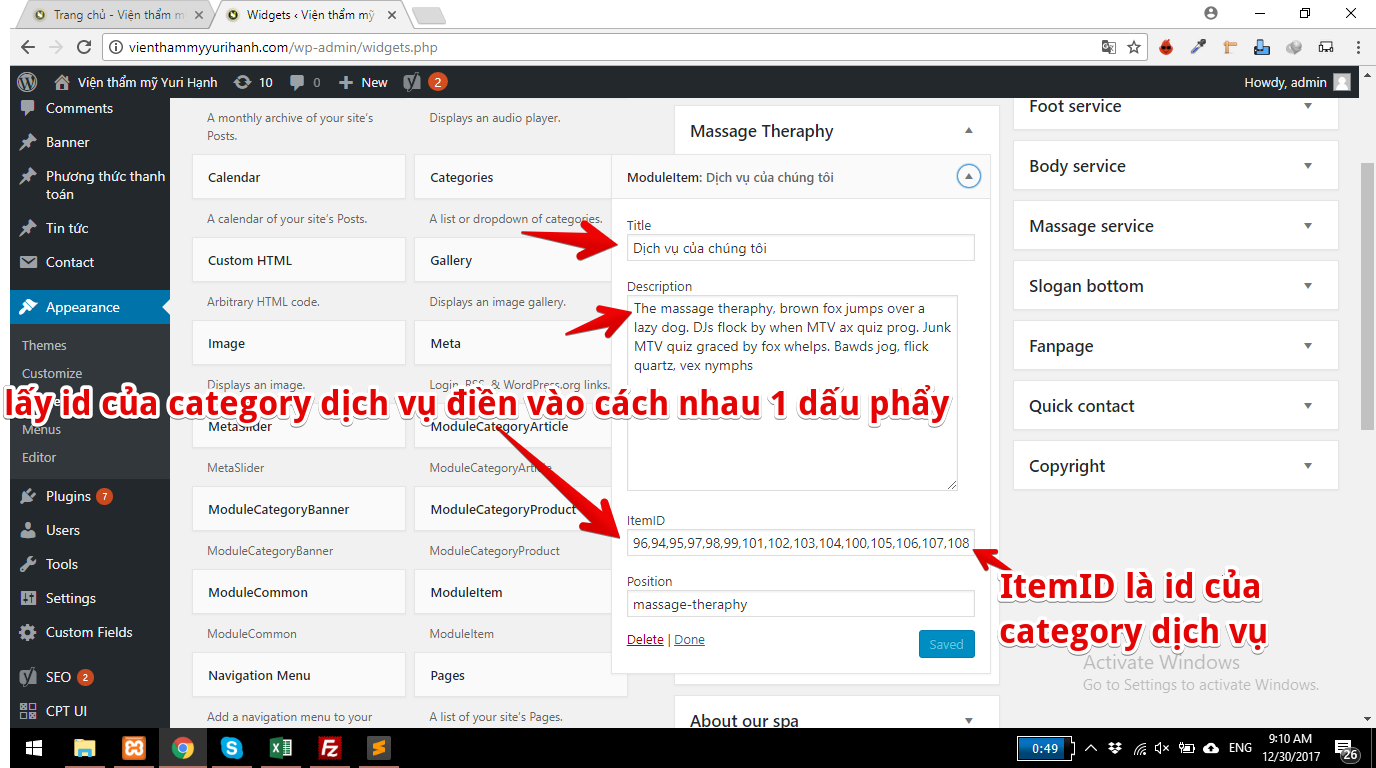 Trang chủ - Viện thẩm m
Widgets ‹ Viện thẩm mỹ
vienthammyyurihanh.com/wp-admin/widgets.php
Viện thẩm mỹ Yuri Hạnh
10
0
New
2
Howdy, admin
Comments
Banner
Phương thức thanh
toán
Tin tức
Contact
Appearance
Themes
Customize
Menus
Editor
Plugins 7
Users
Tools
Settings
Custom Fields
SEO 2
CPT UI
A monthly archive of your site's
Posts.
Displays an audio player.
Calendar
Categories
A calendar of your site's Posts.
A list or dropdown of categories.
Custom HTML
Gallery
Arbitrary HTML code.
Displays an image gallery.
Image
Meta
Displays an image.
Login, RSS, & WordPress.org links.
lấy id của category dịch vụ điền vào cách nhau 1 dấu phẩy
MetaSlider
ModuleCategoryArticle
MetaSlider
ModuleCategoryArticle
ModuleCategoryBanner
ModuleCategoryProduct
ModuleCategoryBanner
ModuleCategoryProduct
ModuleCommon
ModuleItem
ModuleCommon
ModuleItem
Navigation Menu
Pages
Add a navigation menu to your
A list of your site's Pages.
Massage Theraphy
ModuleItem: Dịch vụ của chúng tôi
Title
Dịch vụ của chúng tôi
Description
The massage theraphy, brown fox jumps over a
lazy dog. DJs flock by when MTV ax quiz prog. Junk
MTV quiz graced by fox whelps. Bawds jog, flick
quartz, vex nymphs
ItemID
96,94,95,97,98,99,101,102,103,104,100,105,106,107,108
Position
massage-theraphy
Delete | Done
Saved
About our spa
Foot service
Body service
Massage service
Slogan bottom
Fanpage
Quick contact
Copyright
ItemID là id của
category dịch vụ
Activate Windows
Go to Settings to activate Windows.
0:49
ENG
9:10 AM
12/30/2017
26